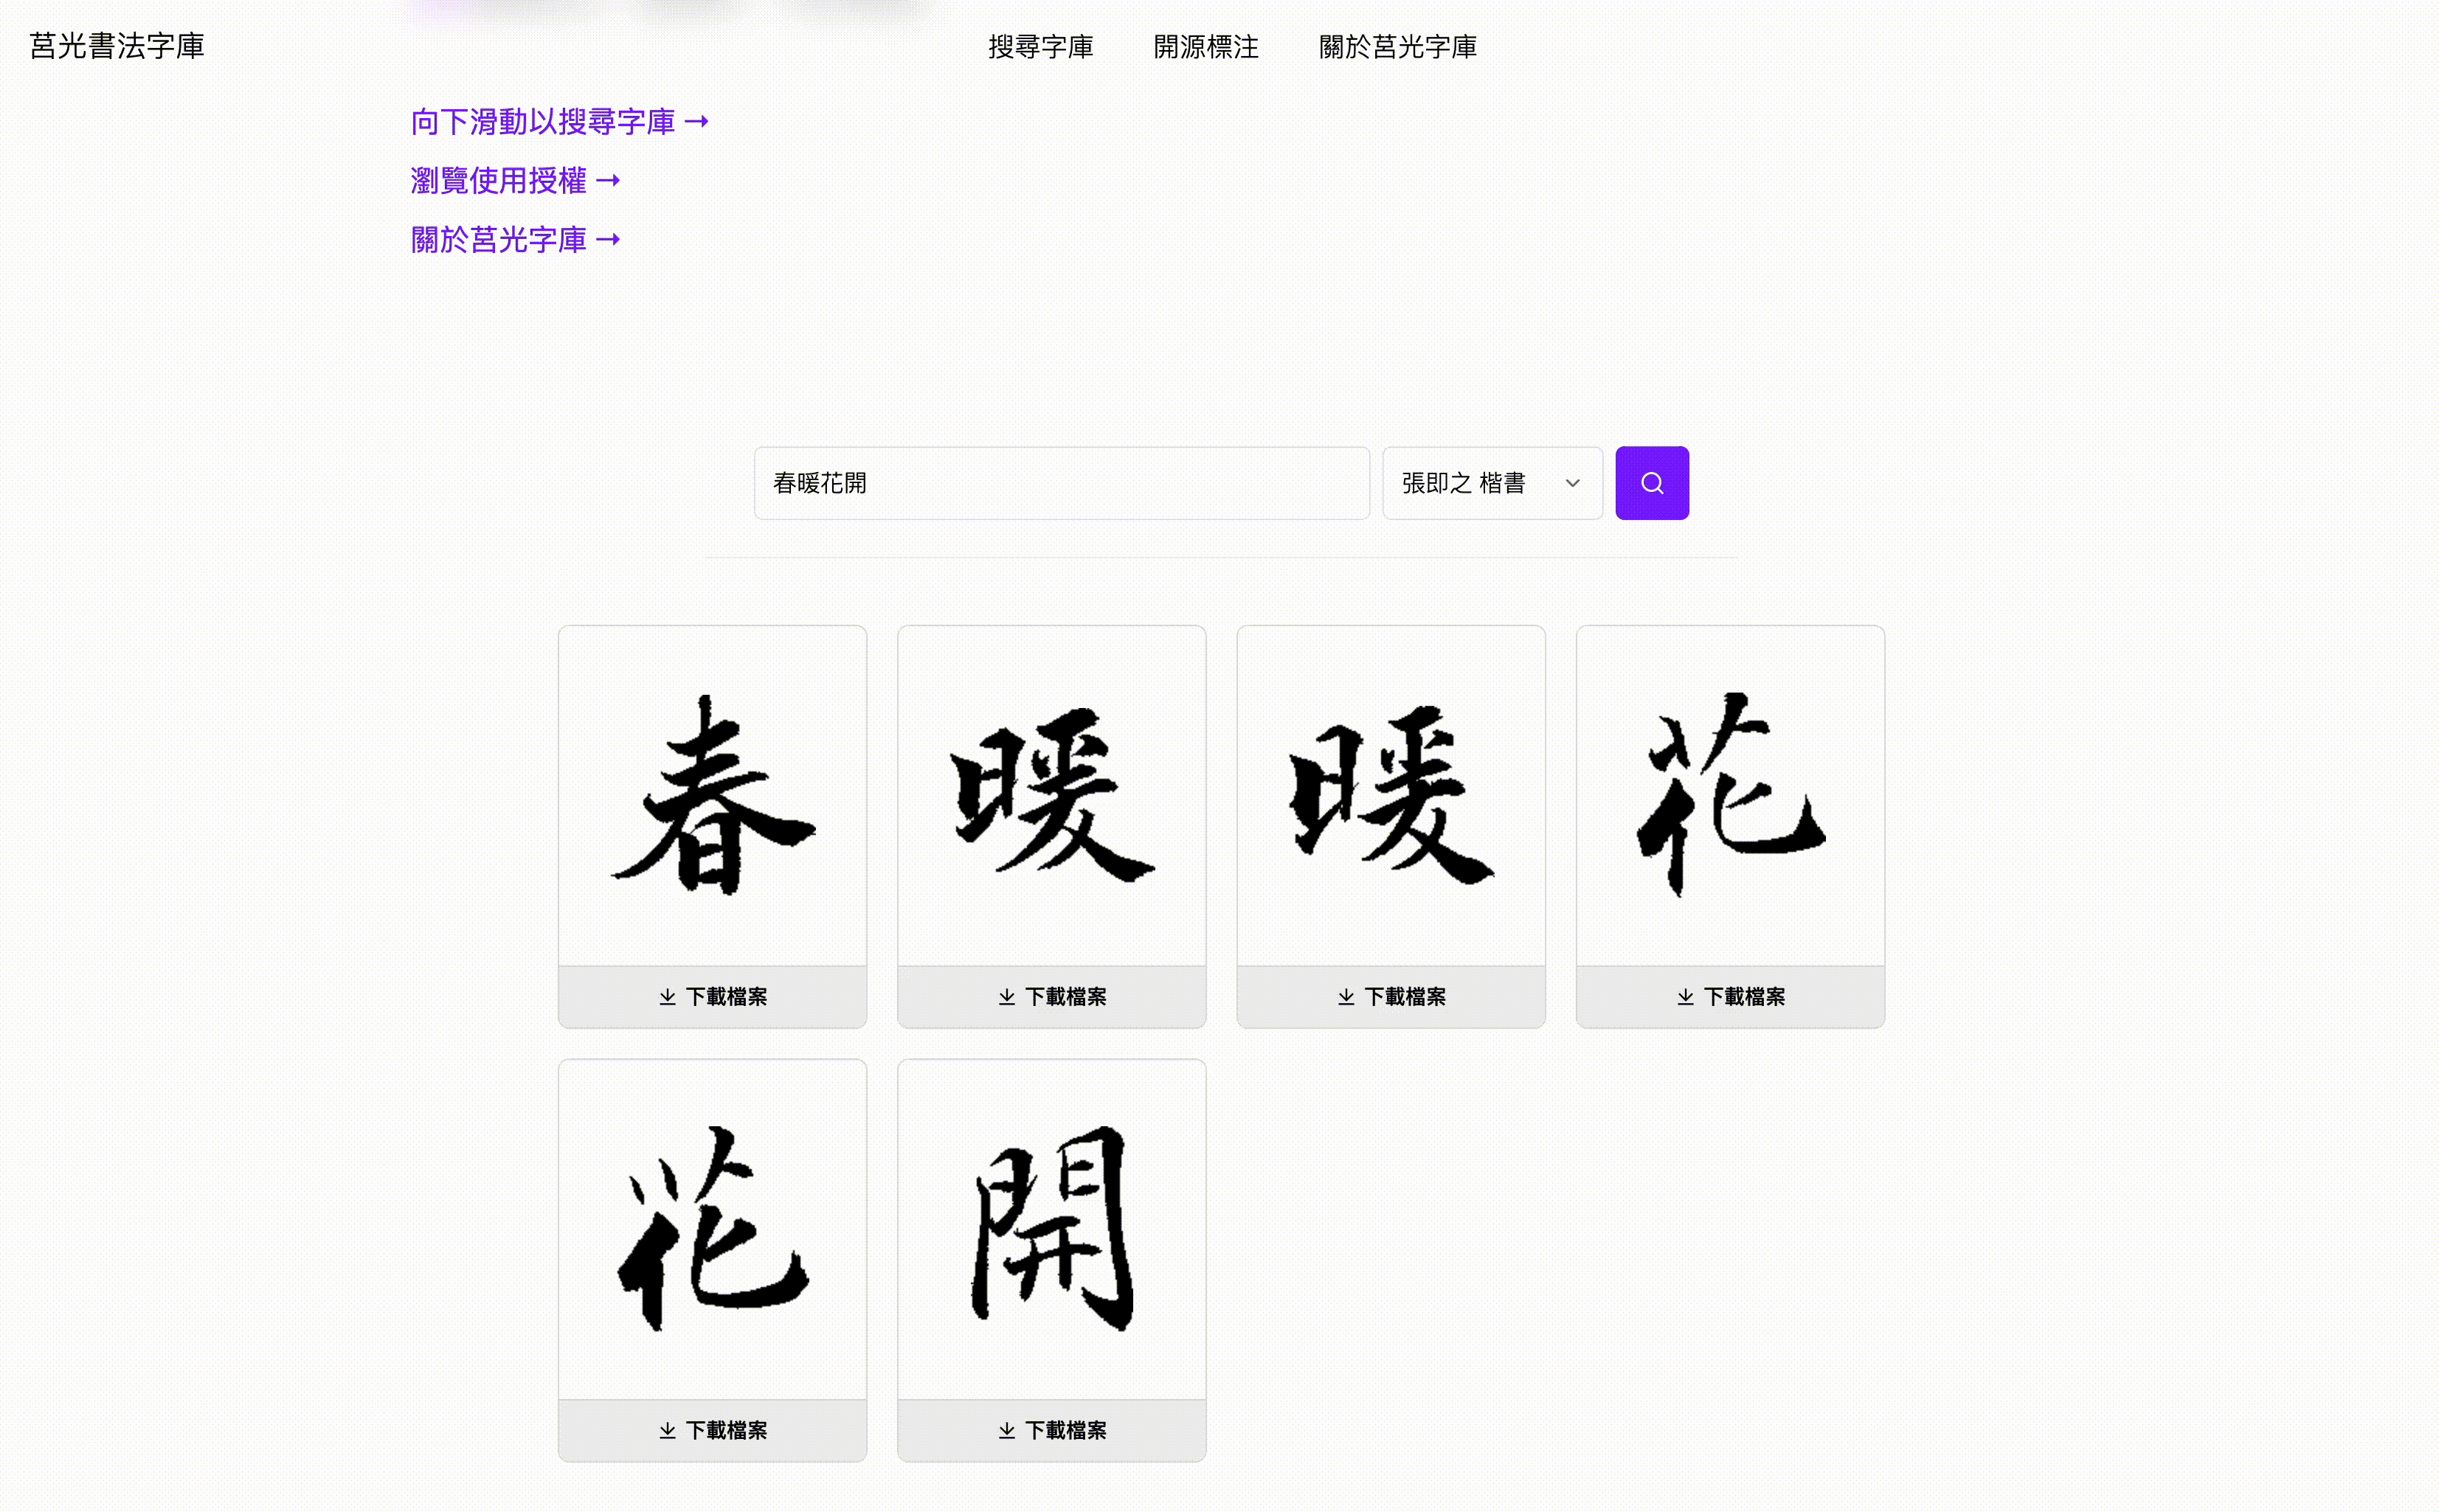 莒光書法字庫
搜尋字庫 開源標注 關於莒光字庫
向下滑動以搜尋字庫 →
瀏覽使用授權 →
關於莒光字庫 →
春暖花開 張即之 楷書
春 暖 暖 花
下載檔案 下載檔案 下載檔案 下載檔案
花 開
下載檔案 下載檔案